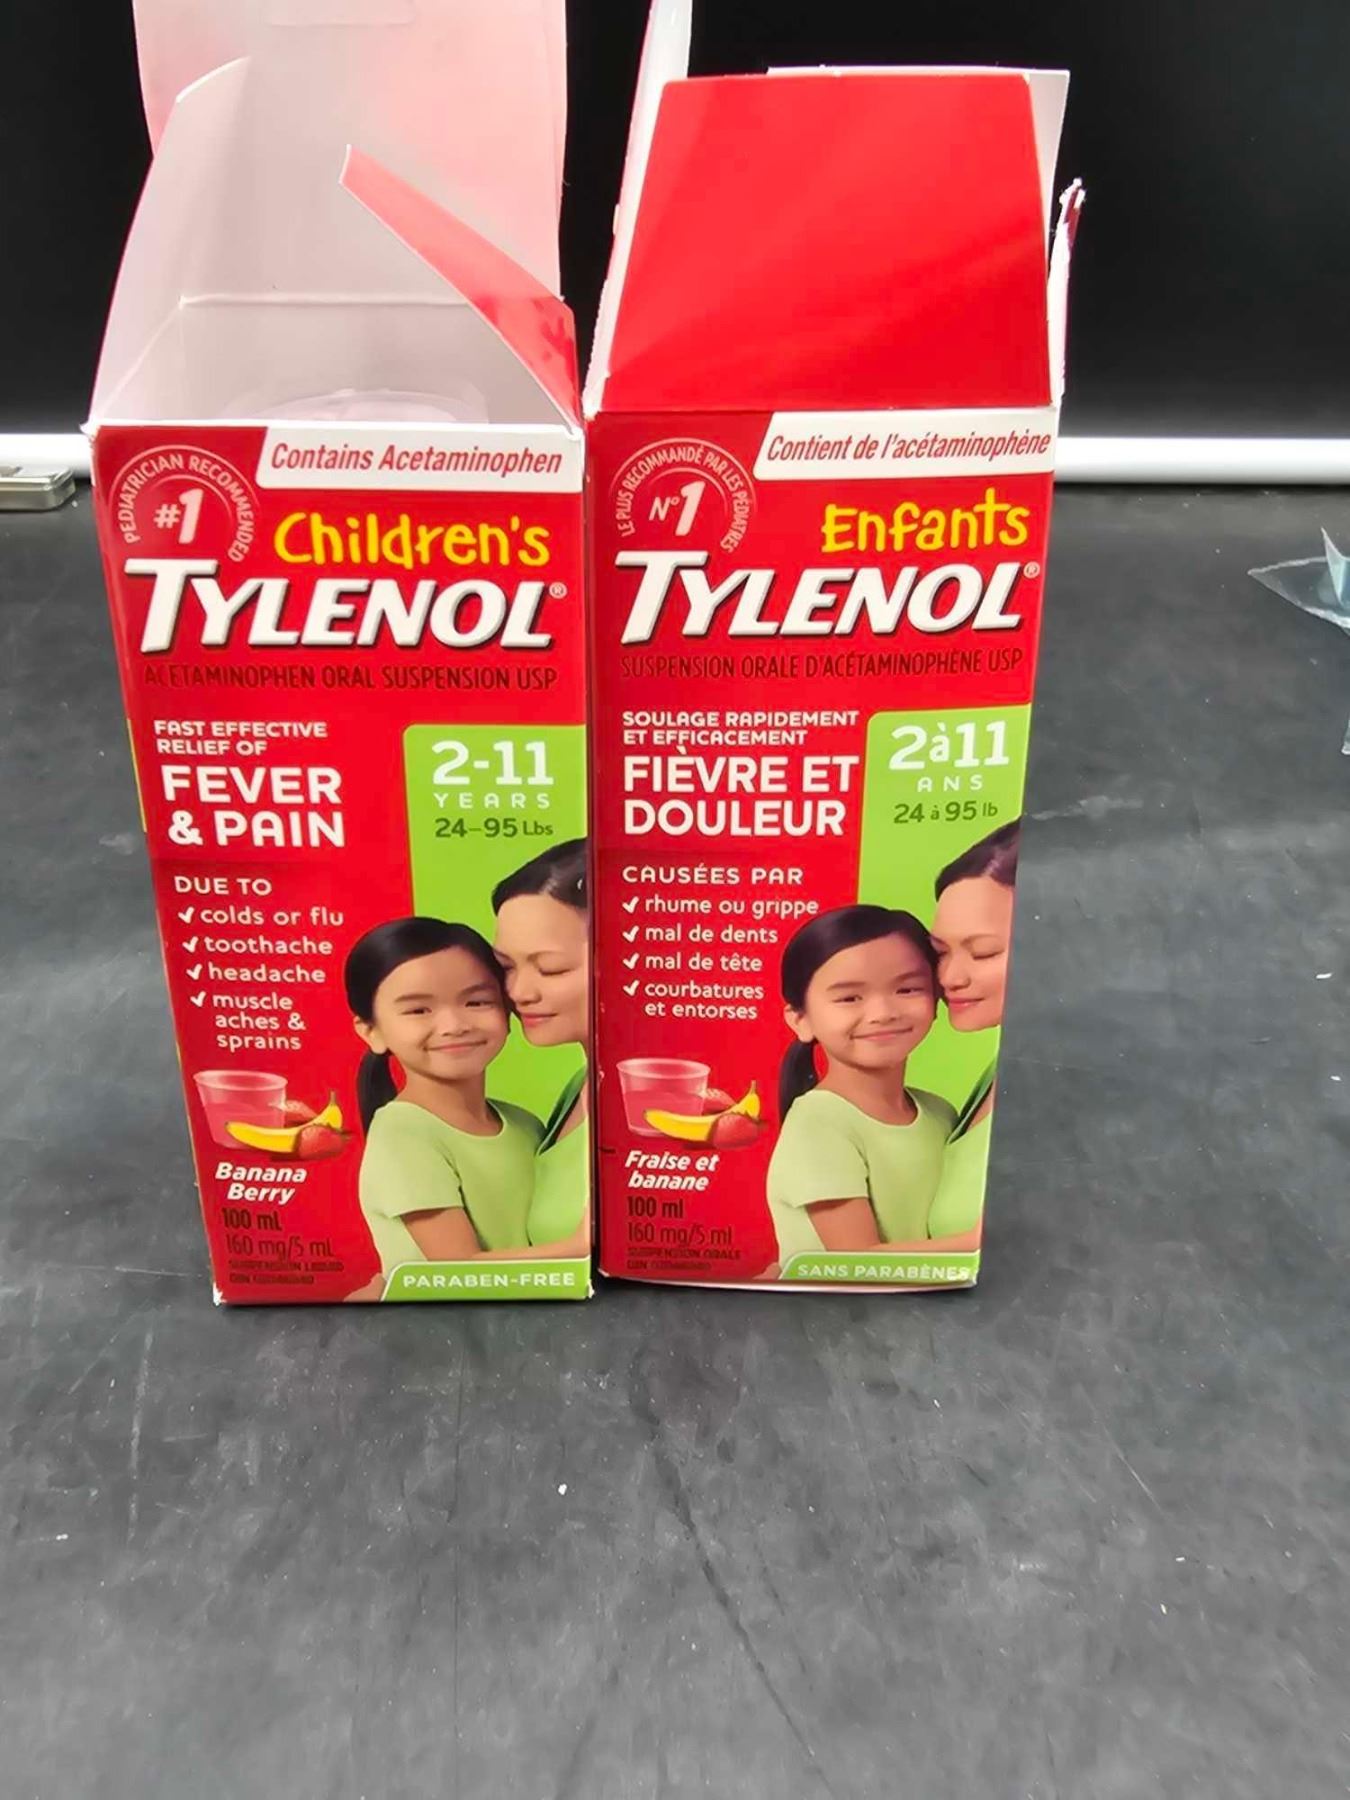 PEDIATRICIAN RECOMMENDED
#1
Contains Acetaminophen
Children's
TYLENOL®
ACETAMINOPHEN ORAL SUSPENSION USP
FAST EFFECTIVE
RELIEF OF
FEVER
& PAIN
2-11
YEARS
24-95 Lbs
DUE TO
✓ colds or flu
✓ toothache
✓ headache
✓ muscle
aches &
sprains
Banana
Berry
100 mL
160 mg/5 mL
PARABEN-FREE
LE PLUS RECOMMANDÉ PAR LES PÉDIATRES
N°1
Contient de l'acétaminophène
Enfants
TYLENOL®
SUSPENSION ORALE D'ACÉTAMINOPHÈNE USP
SOULAGE RAPIDEMENT
ET EFFICACEMENT
FIÈVRE ET
DOULEUR
2à11
ANS
24 à 95 lb
CAUSÉES PAR
✓ rhume ou grippe
✓ mal de dents
✓ mal de tête
✓ courbatures
et entorses
Fraise et
banane
100 ml
160 mg/5 ml
SUSPENSION ORALE
SANS PARABÈNES